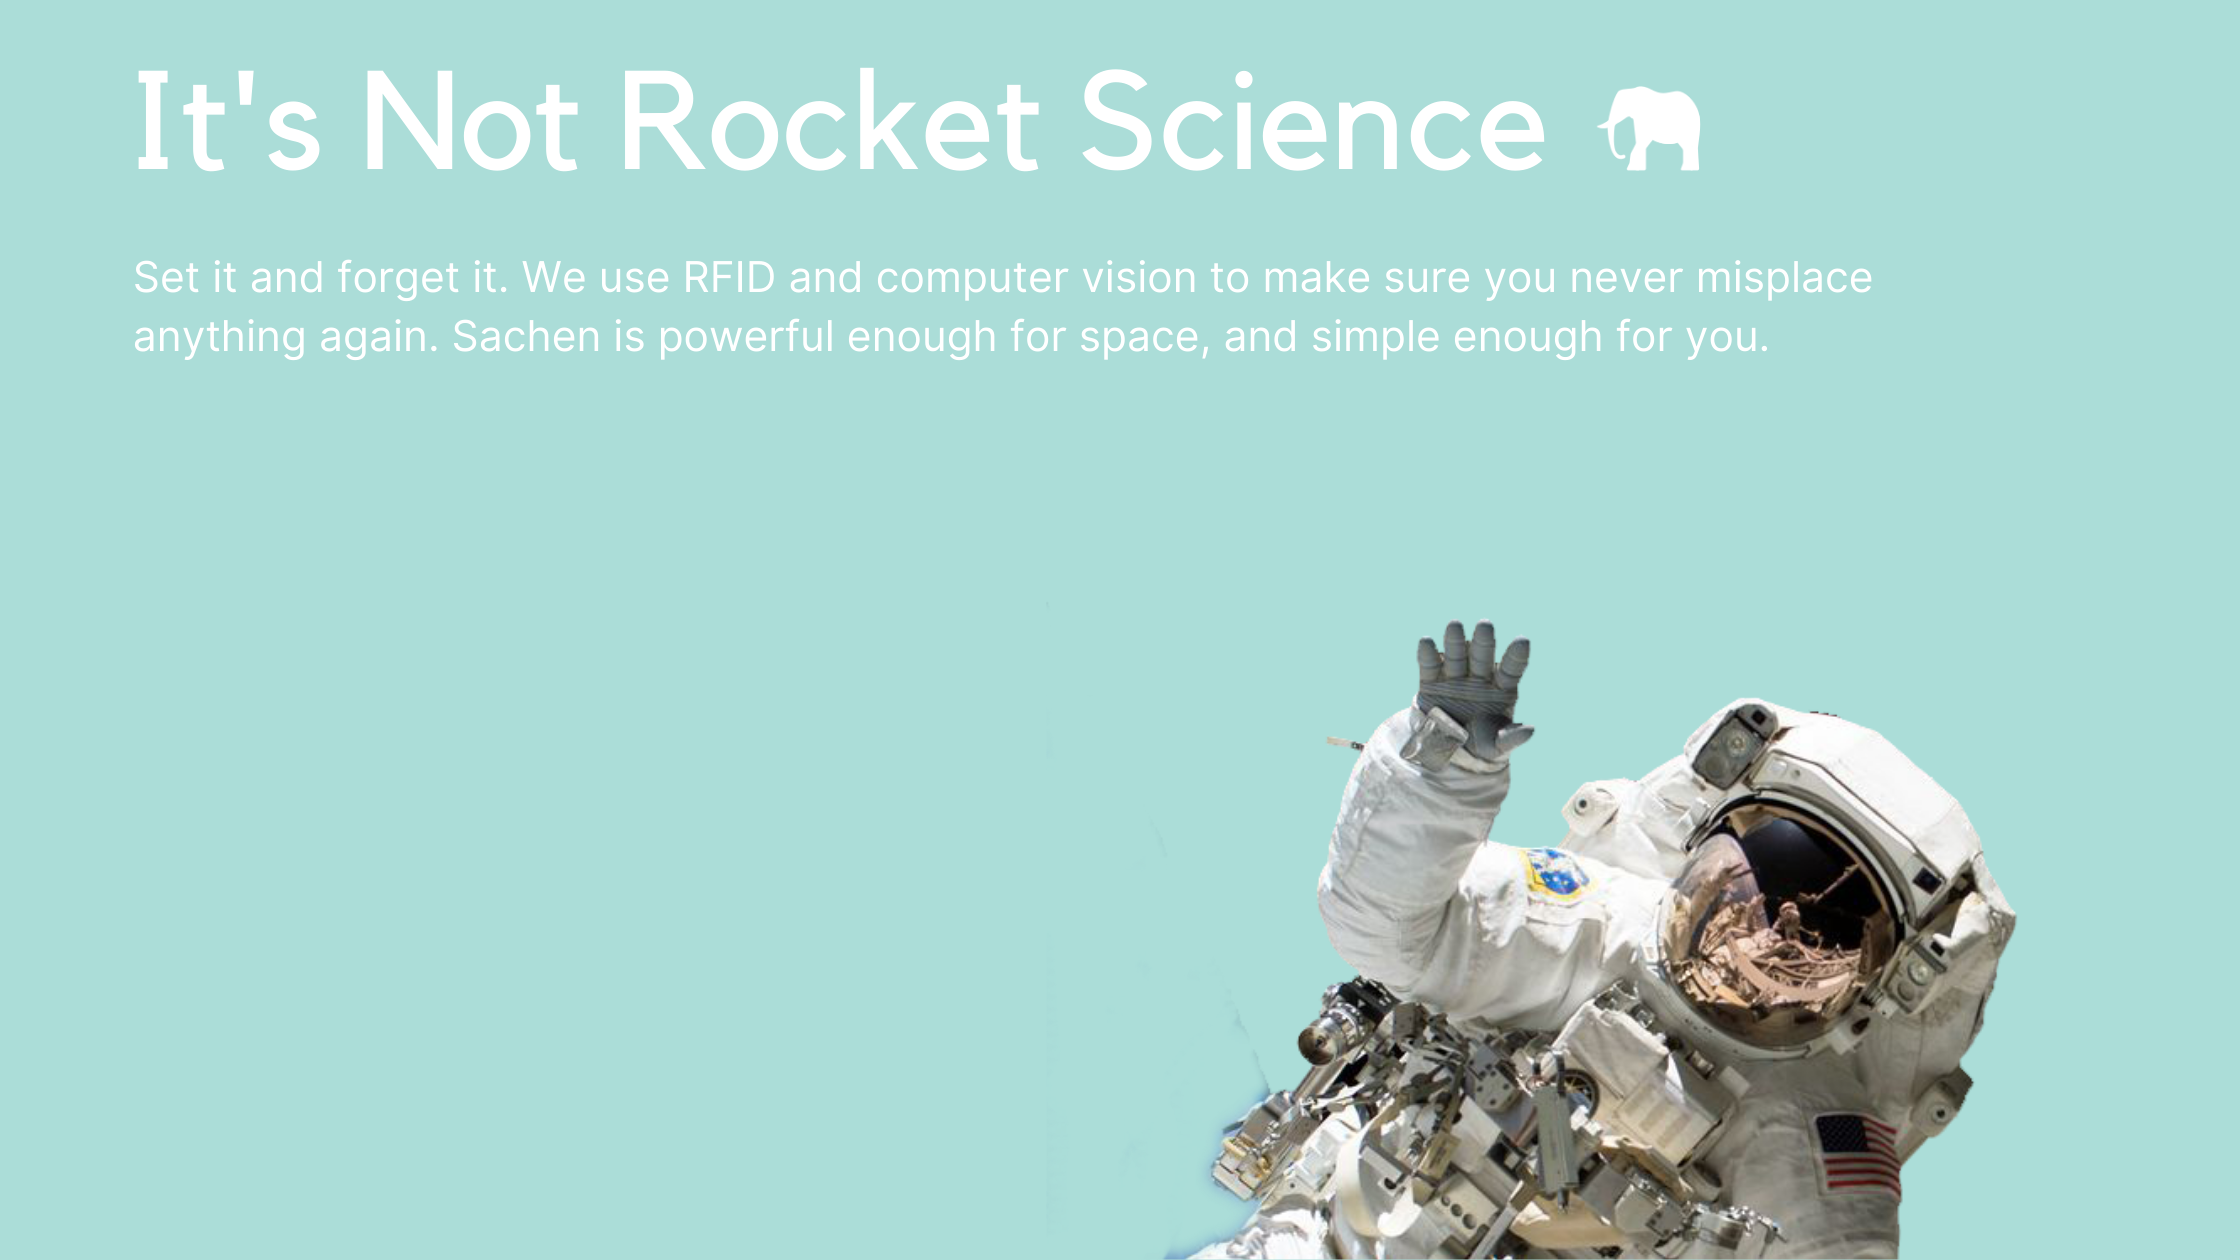 It's Not Rocket Science
Set it and forget it. We use RFID and computer vision to make sure you never misplace
anything again. Sachen is powerful enough for space, and simple enough for you.